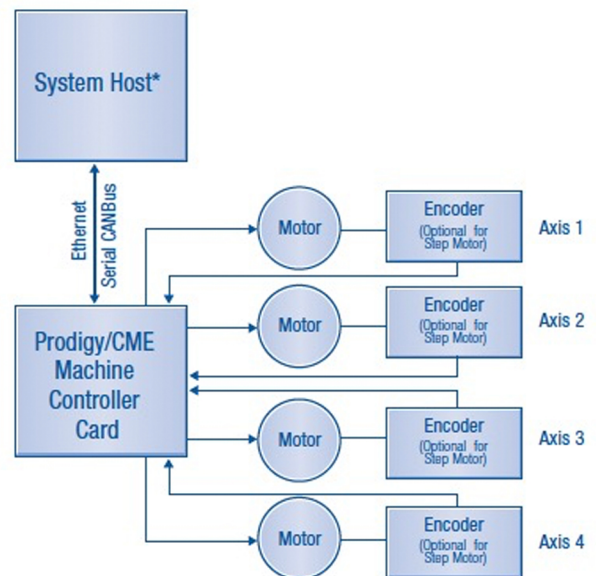 System Host*
Ethernet
Serial CANBus
Motor
Encoder
(Optional for
Step Motor)
Axis 1
Motor
Encoder
(Optional for
Step Motor)
Axis 2
Prodigy/CME
Machine
Controller
Card
Motor
Encoder
(Optional for
Step Motor)
Axis 3
Motor
Encoder
(Optional for
Step Motor)
Axis 4